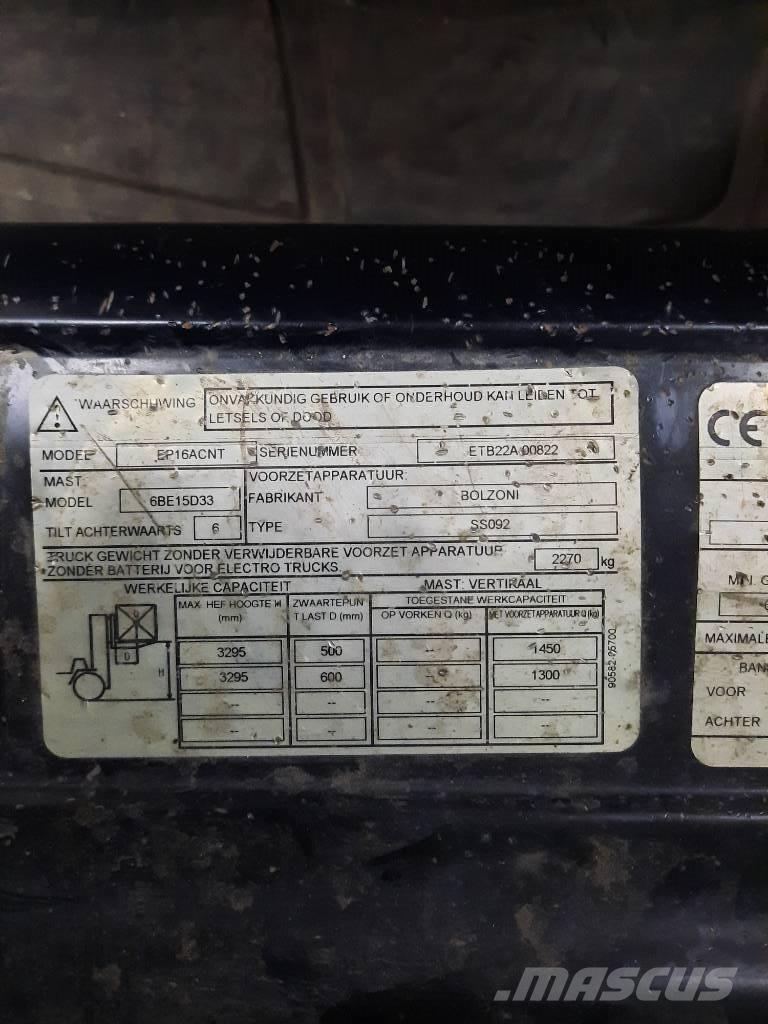 WAARSCHUWING
ONVAKKUNDIG GEBRUIK OF ONDERHOUD KAN LEIDEN TOT
LETSELS OF DOOD
MODEL EP16ACNT SERIENUMMER ETB22A 00822
MAST: VOORZETAPPARATUUR:
MODEL 6BE15D33 FABRIKANT BOLZONI
TILT ACHTERWAARTS 6 TYPE SS092
TRUCK GEWICHT ZONDER VERWIJDERBARE VOORZET APPARATUUR
ZONDER BATTERIJ VOOR ELECTRO TRUCKS. 2270 kg
WERKELIJKE CAPACITEIT MAST: VERTIKAAL
MAX. HEF HOOGTE H (mm)
ZWAARTEPUN
T LAST D (mm)
TOEGESTANE WERKCAPACITEIT
OP VORKEN Q (kg) MET VOORZETAPPARATUUR Q (kg)
3295 500 -- 1450
3295 600 -- 1300
-- -- -- --
-- -- -- --
D
H
CE
MIN. G
MAXIMALE
BAN
VOOR
ACHTER
MASCUS